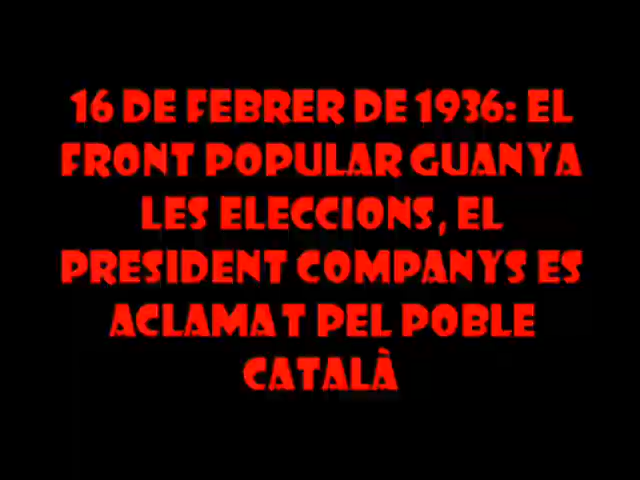 16 DE FEBRER DE 1936: EL
FRONT POPULAR GUANYA
LES ELECCIONS, EL
PRESIDENT COMPANYS ES
ACLAMAT PEL POBLE
CATALÀ